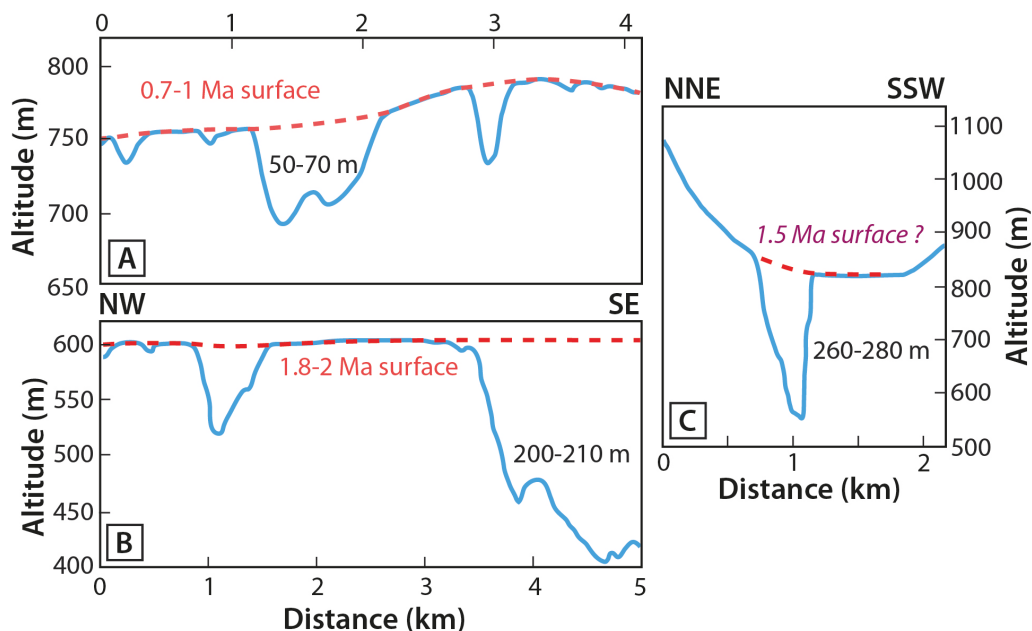 0 1 2 3 4
Altitude (m)
800
750
700
650
0.7-1 Ma surface
50-70 m
A
NW SE
Altitude (m)
600
550
500
450
400
1.8-2 Ma surface
200-210 m
B
0 1 2 3 4 5
Distance (km)
NNE SSW
1100
1000
900
800
700
600
500
Altitude (m)
1.5 Ma surface ?
260-280 m
C
0 1 2
Distance (km)